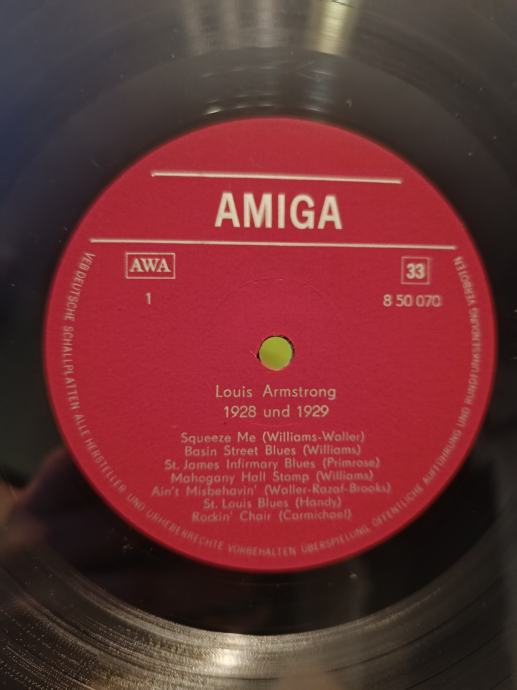 AMIGA
AWA
33
1
8 50 070
Louis Armstrong
1928 und 1929
Squeeze Me (Williams-Waller)
Basin Street Blues (Williams)
St. James Infirmary Blues (Primrose)
Mahogany Hall Stomp (Williams)
Ain't Misbehavin' (Waller-Razaf-Brooks)
St. Louis Blues (Handy)
Rockin' Chair (Carmichael)
VEB DEUTSCHE SCHALLPLATTEN ALLE HERSTELLER- UND URHEBERRECHTE VORBEHALTEN ÜBERSPIELUNG, ÖFFENTLICHE AUFFÜHRUNG UND RUNDFUNKSENDUNG VERBOTEN